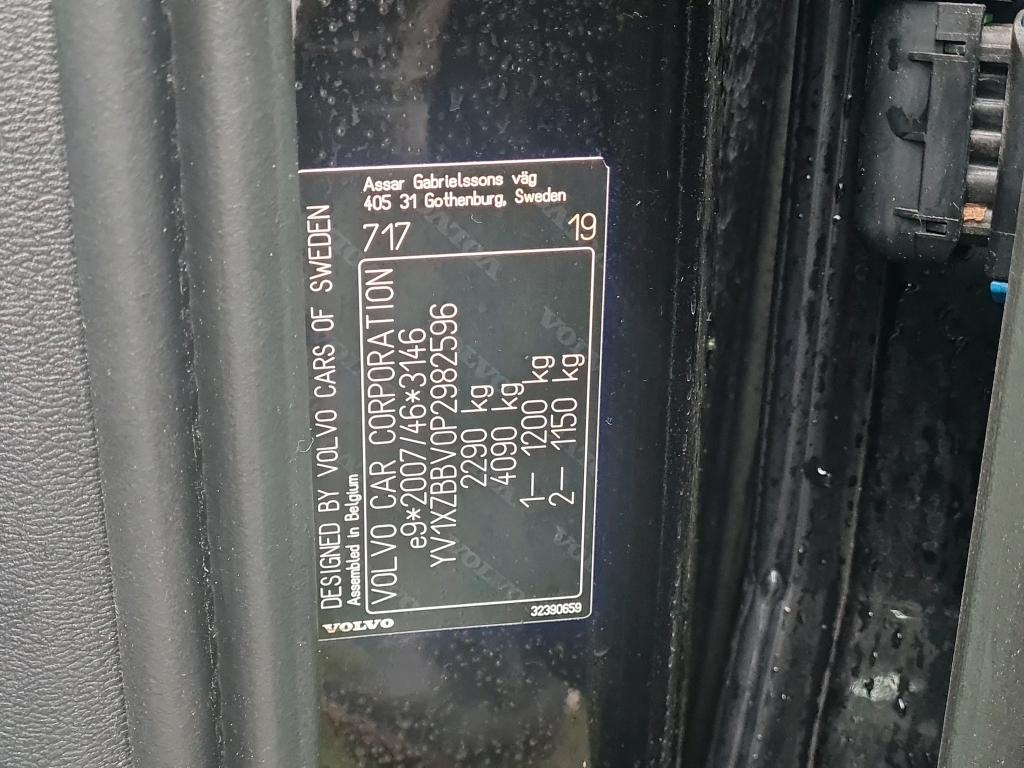 Assar Gabrielssons väg
405 31 Gothenburg, Sweden
717 19
DESIGNED BY VOLVO CARS OF SWEDEN
Assembled in Belgium
VOLVO
VOLVO CAR CORPORATION
e9*2007/46*3146
YV1XZBBV0P2982596
2290 kg
4090 kg
1– 1200 kg
2– 1150 kg
32390659